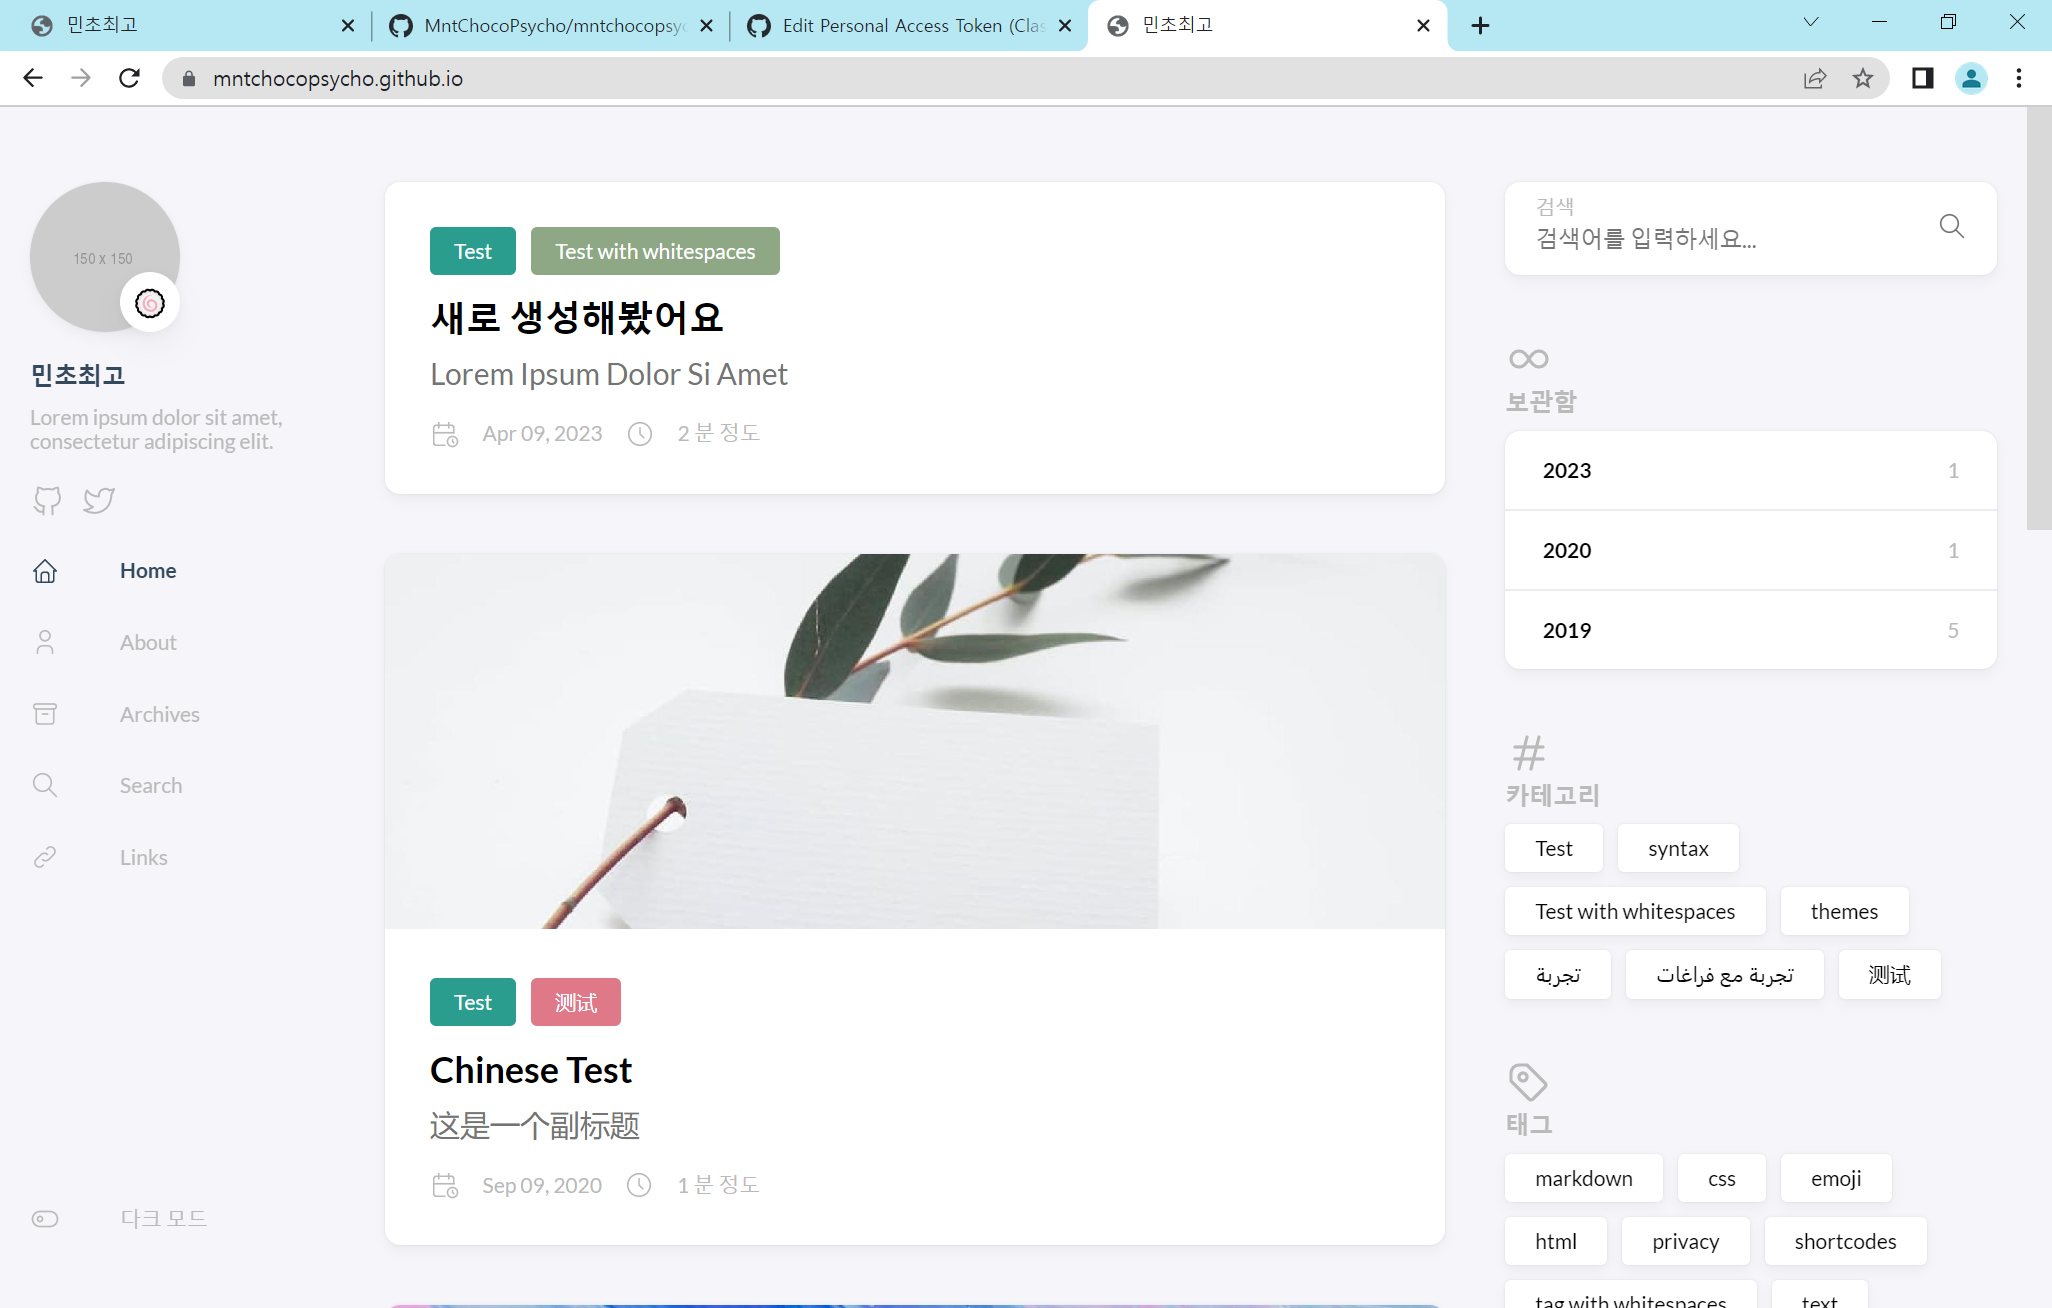 민초최고
MntChocoPsycho/mntchocopsyc
Edit Personal Access Token (Clas
민초최고
mntchocopsycho.github.io
150 x 150
민초최고
Lorem ipsum dolor sit amet,
consectetur adipiscing elit.
Home
About
Archives
Search
Links
다크 모드
Test
Test with whitespaces
새로 생성해봤어요
Lorem Ipsum Dolor Si Amet
Apr 09, 2023
2 분 정도
Test
测试
Chinese Test
这是一个副标题
Sep 09, 2020
1 분 정도
검색
검색어를 입력하세요...
보관함
2023 1
2020 1
2019 5
카테고리
Test
syntax
Test with whitespaces
themes
تجربة
تجربة مع فراغات
测试
태그
markdown
css
emoji
html
privacy
shortcodes
tag with whitespaces
text